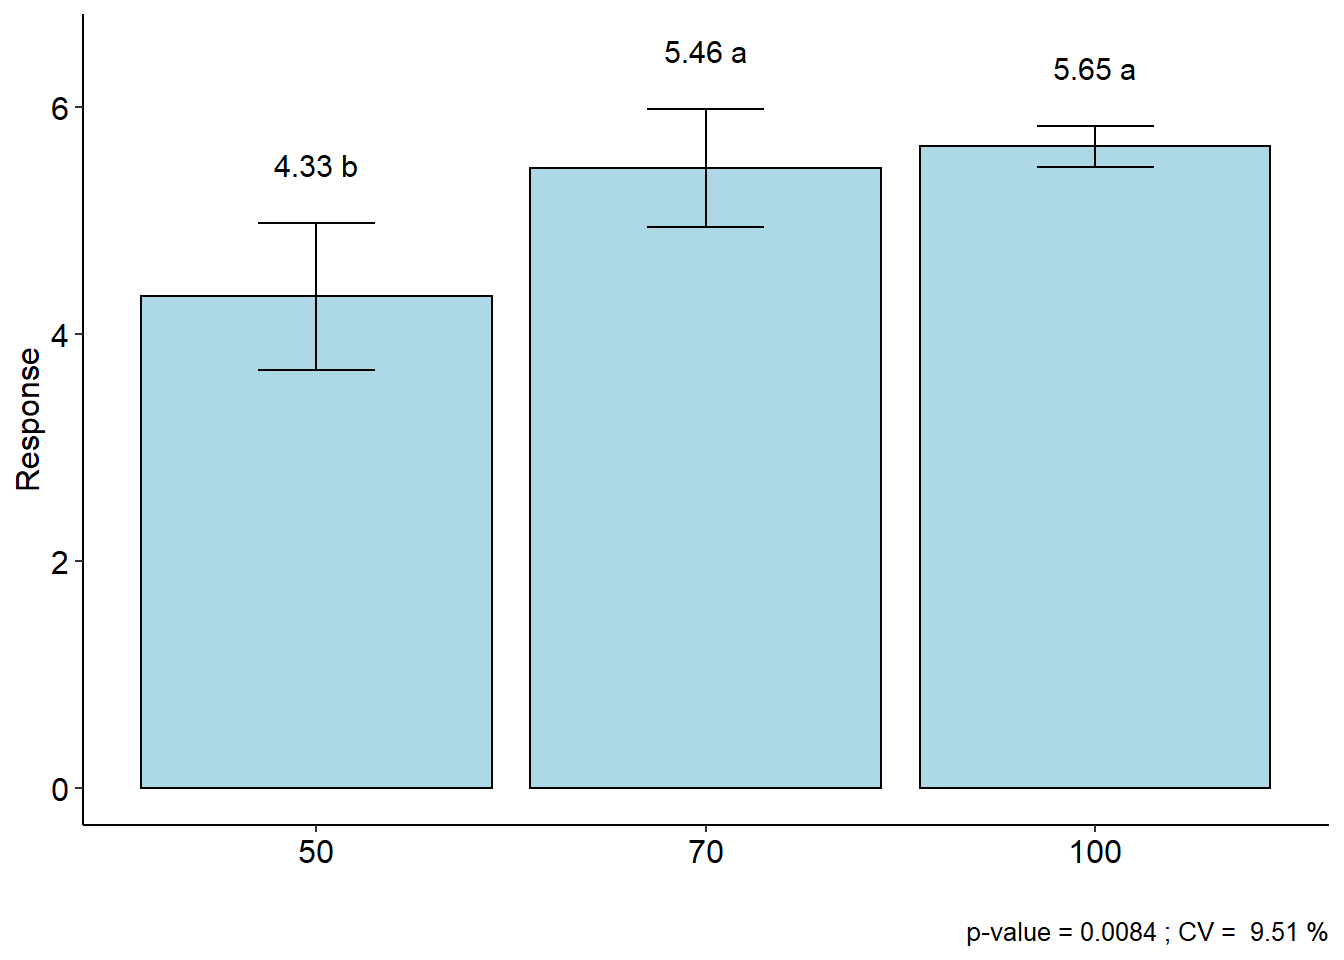 5.46 a
5.65 a
4.33 b
6
4
2
0
Response
50
70
100
p-value = 0.0084 ; CV =  9.51 %